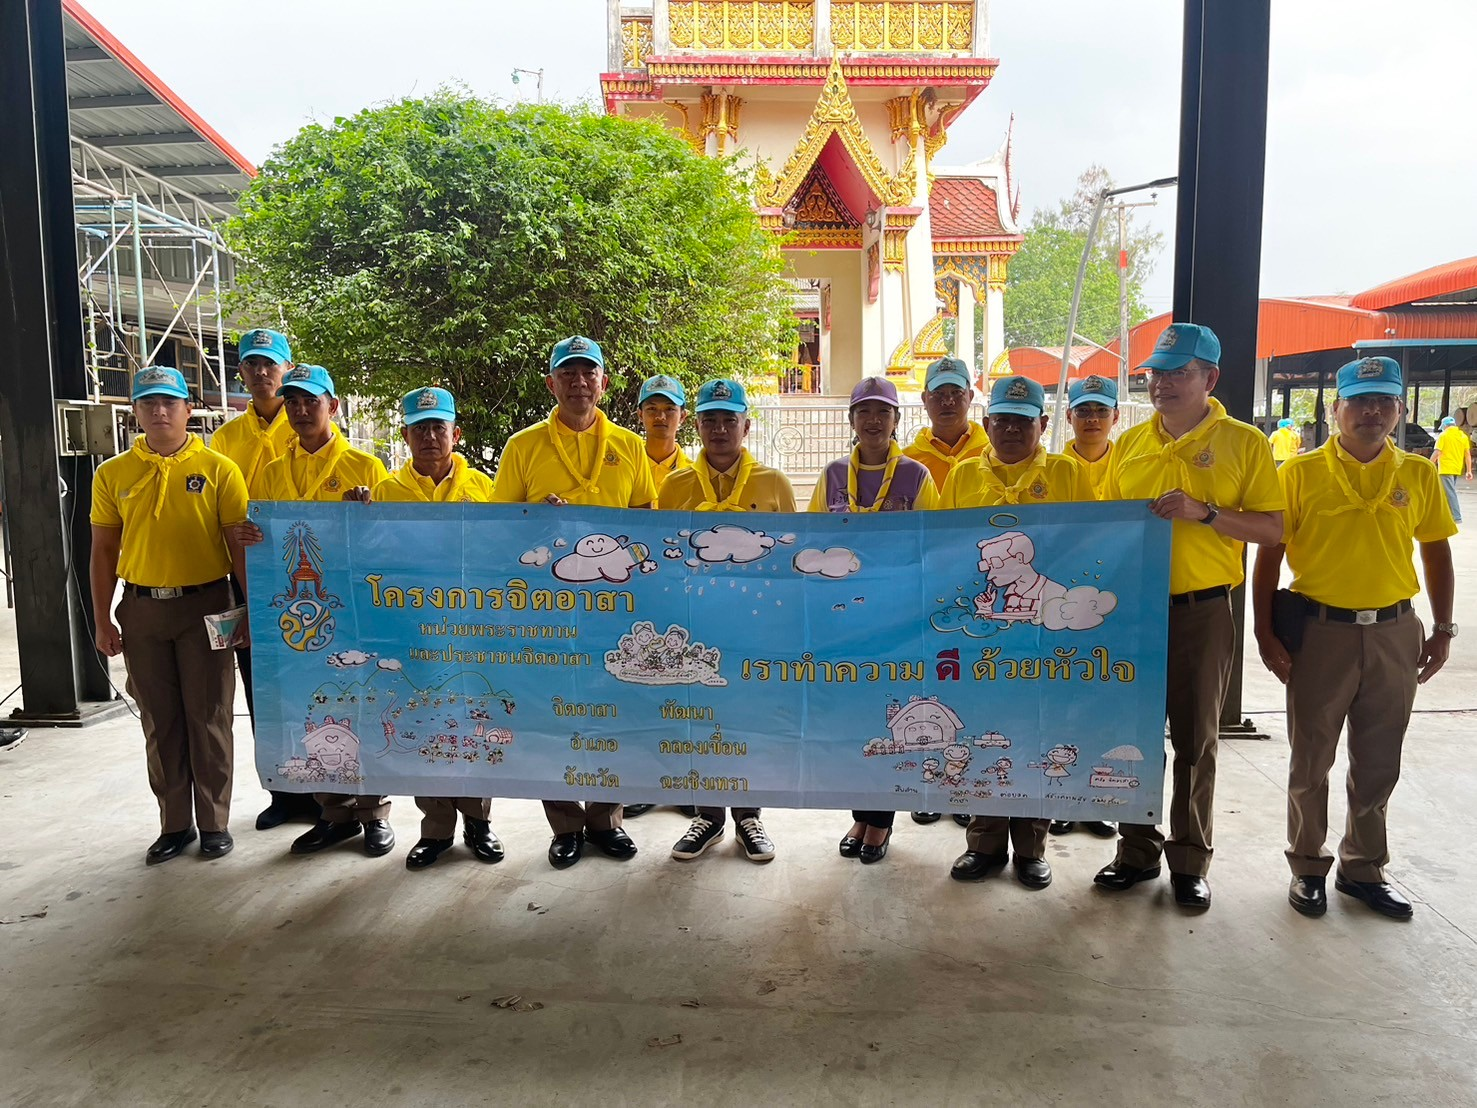 โครงการจิตอาสา
หน่วยพระราชทาน
และประชาชนจิตอาสา
เราทำความ ดี ด้วยหัวใจ
จิตอาสา พัฒนา
อำเภอ คลองเขื่อน
จังหวัด ฉะเชิงเทรา